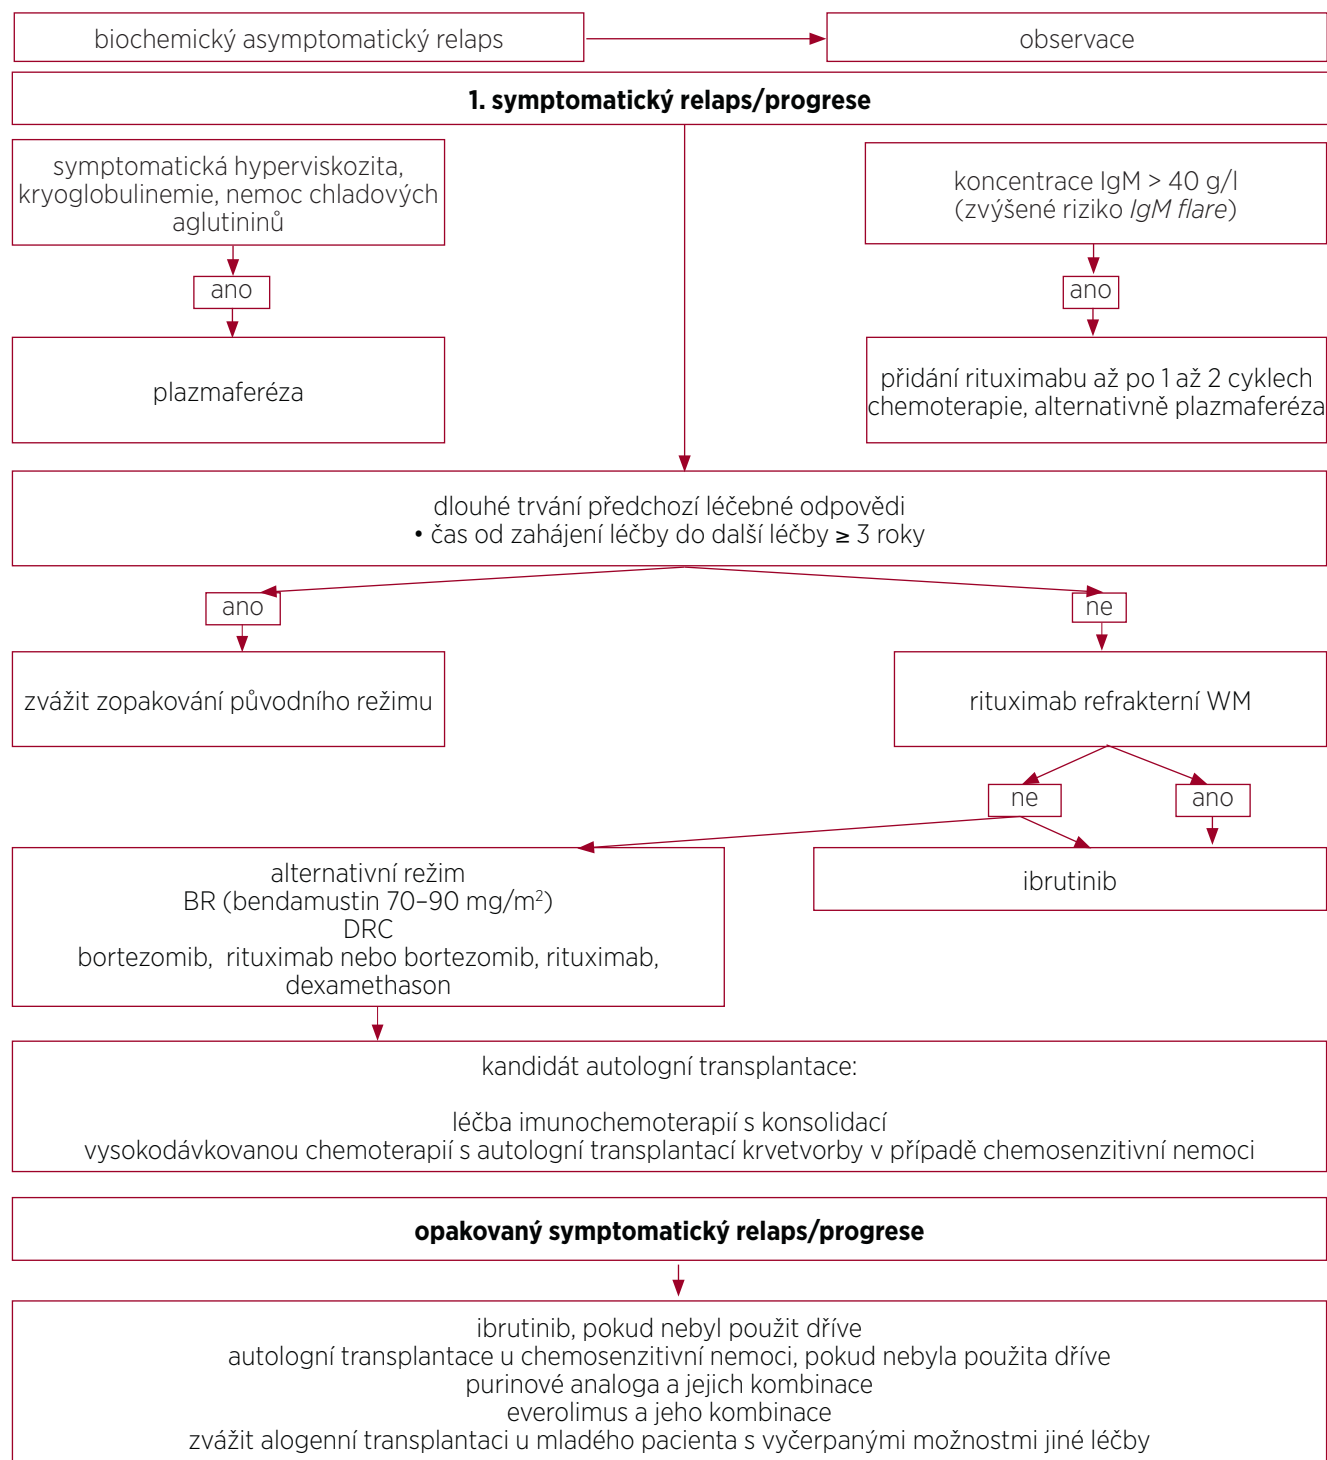 biochemický asymptomatický relaps
observace
1. symptomatický relaps/progrese
symptomatická hyperviskozita,
kryoglobulinemie, nemoc chladových
aglutininů
koncentrace IgM > 40 g/l
(zvýšené riziko IgM flare)
ano
ano
plazmaferéza
přidání rituximabu až po 1 až 2 cyklech
chemoterapie, alternativně plazmaferéza
dlouhé trvání předchozí léčebné odpovědi
• čas od zahájení léčby do další léčby ≥ 3 roky
ano
ne
zvážit zopakování původního režimu
rituximab refrakterní WM
ne
ano
alternativní režim
BR (bendamustin 70–90 mg/m²)
DRC
bortezomib, rituximab nebo bortezomib, rituximab,
dexamethason
ibrutinib
kandidát autologní transplantace:
léčba imunochemoterapií s konsolidací
vysokodávkovanou chemoterapií s autologní transplantací krvetvorby v případě chemosenzitivní nemoci
opakovaný symptomatický relaps/progrese
ibrutinib, pokud nebyl použit dříve
autologní transplantace u chemosenzitivní nemoci, pokud nebyla použita dříve
purinové analoga a jejich kombinace
everolimus a jeho kombinace
zvážit alogenní transplantaci u mladého pacienta s vyčerpanými možnostmi jiné léčby